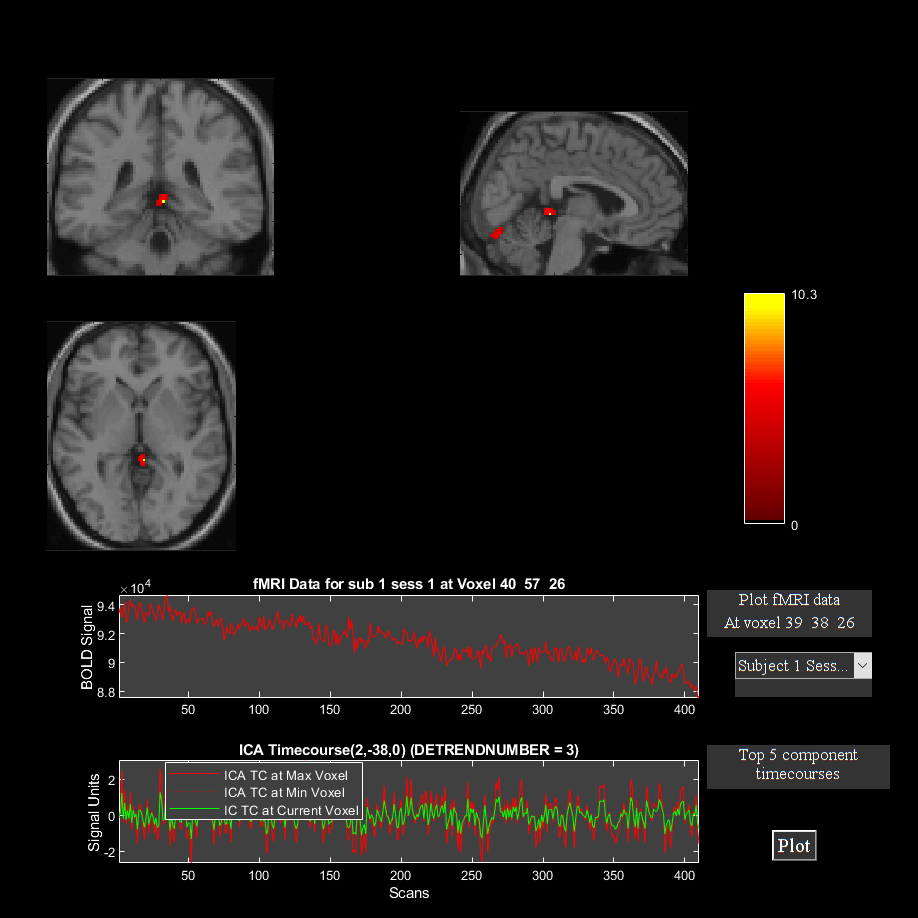 10.3
0
fMRI Data for sub 1 sess 1 at Voxel 40 57 26
×10⁴
9.4
9.2
9
8.8
BOLD Signal
50 100 150 200 250 300 350 400
Plot fMRI data
At voxel 39 38 26
Subject 1 Sess...
ICA Timecourse(2,-38,0) (DETRENDNUMBER = 3)
2
0
-2
Signal Units
ICA TC at Max Voxel
ICA TC at Min Voxel
IC TC at Current Voxel
50 100 150 200 250 300 350 400
Scans
Top 5 component
timecourses
Plot